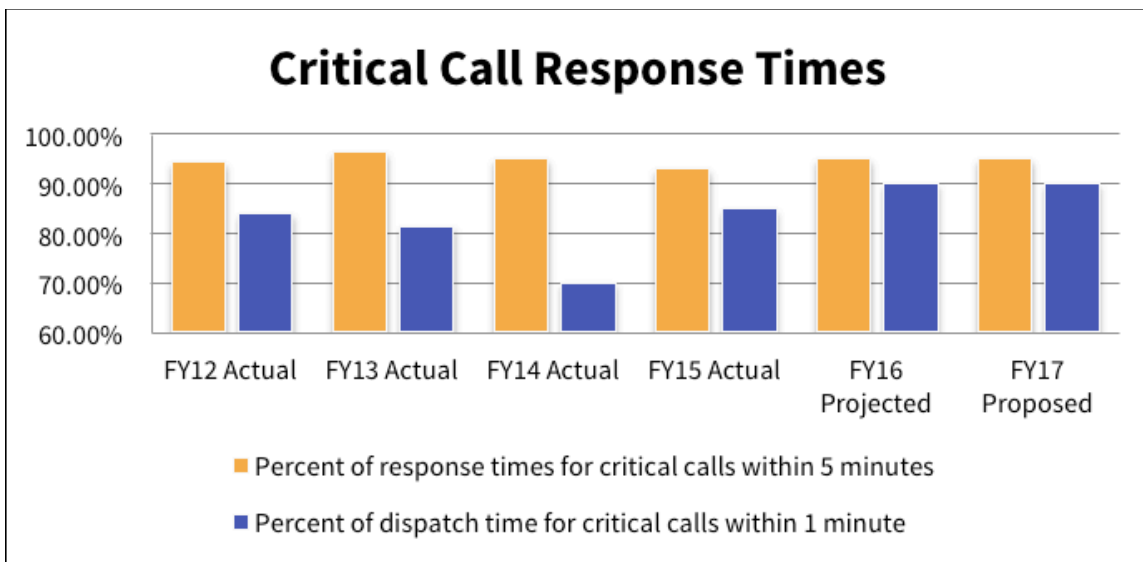 Critical Call Response Times
100.00%
90.00%
80.00%
70.00%
60.00%
FY12 Actual
FY13 Actual
FY14 Actual
FY15 Actual
FY16
Projected
FY17
Proposed
Percent of response times for critical calls within 5 minutes
Percent of dispatch time for critical calls within 1 minute